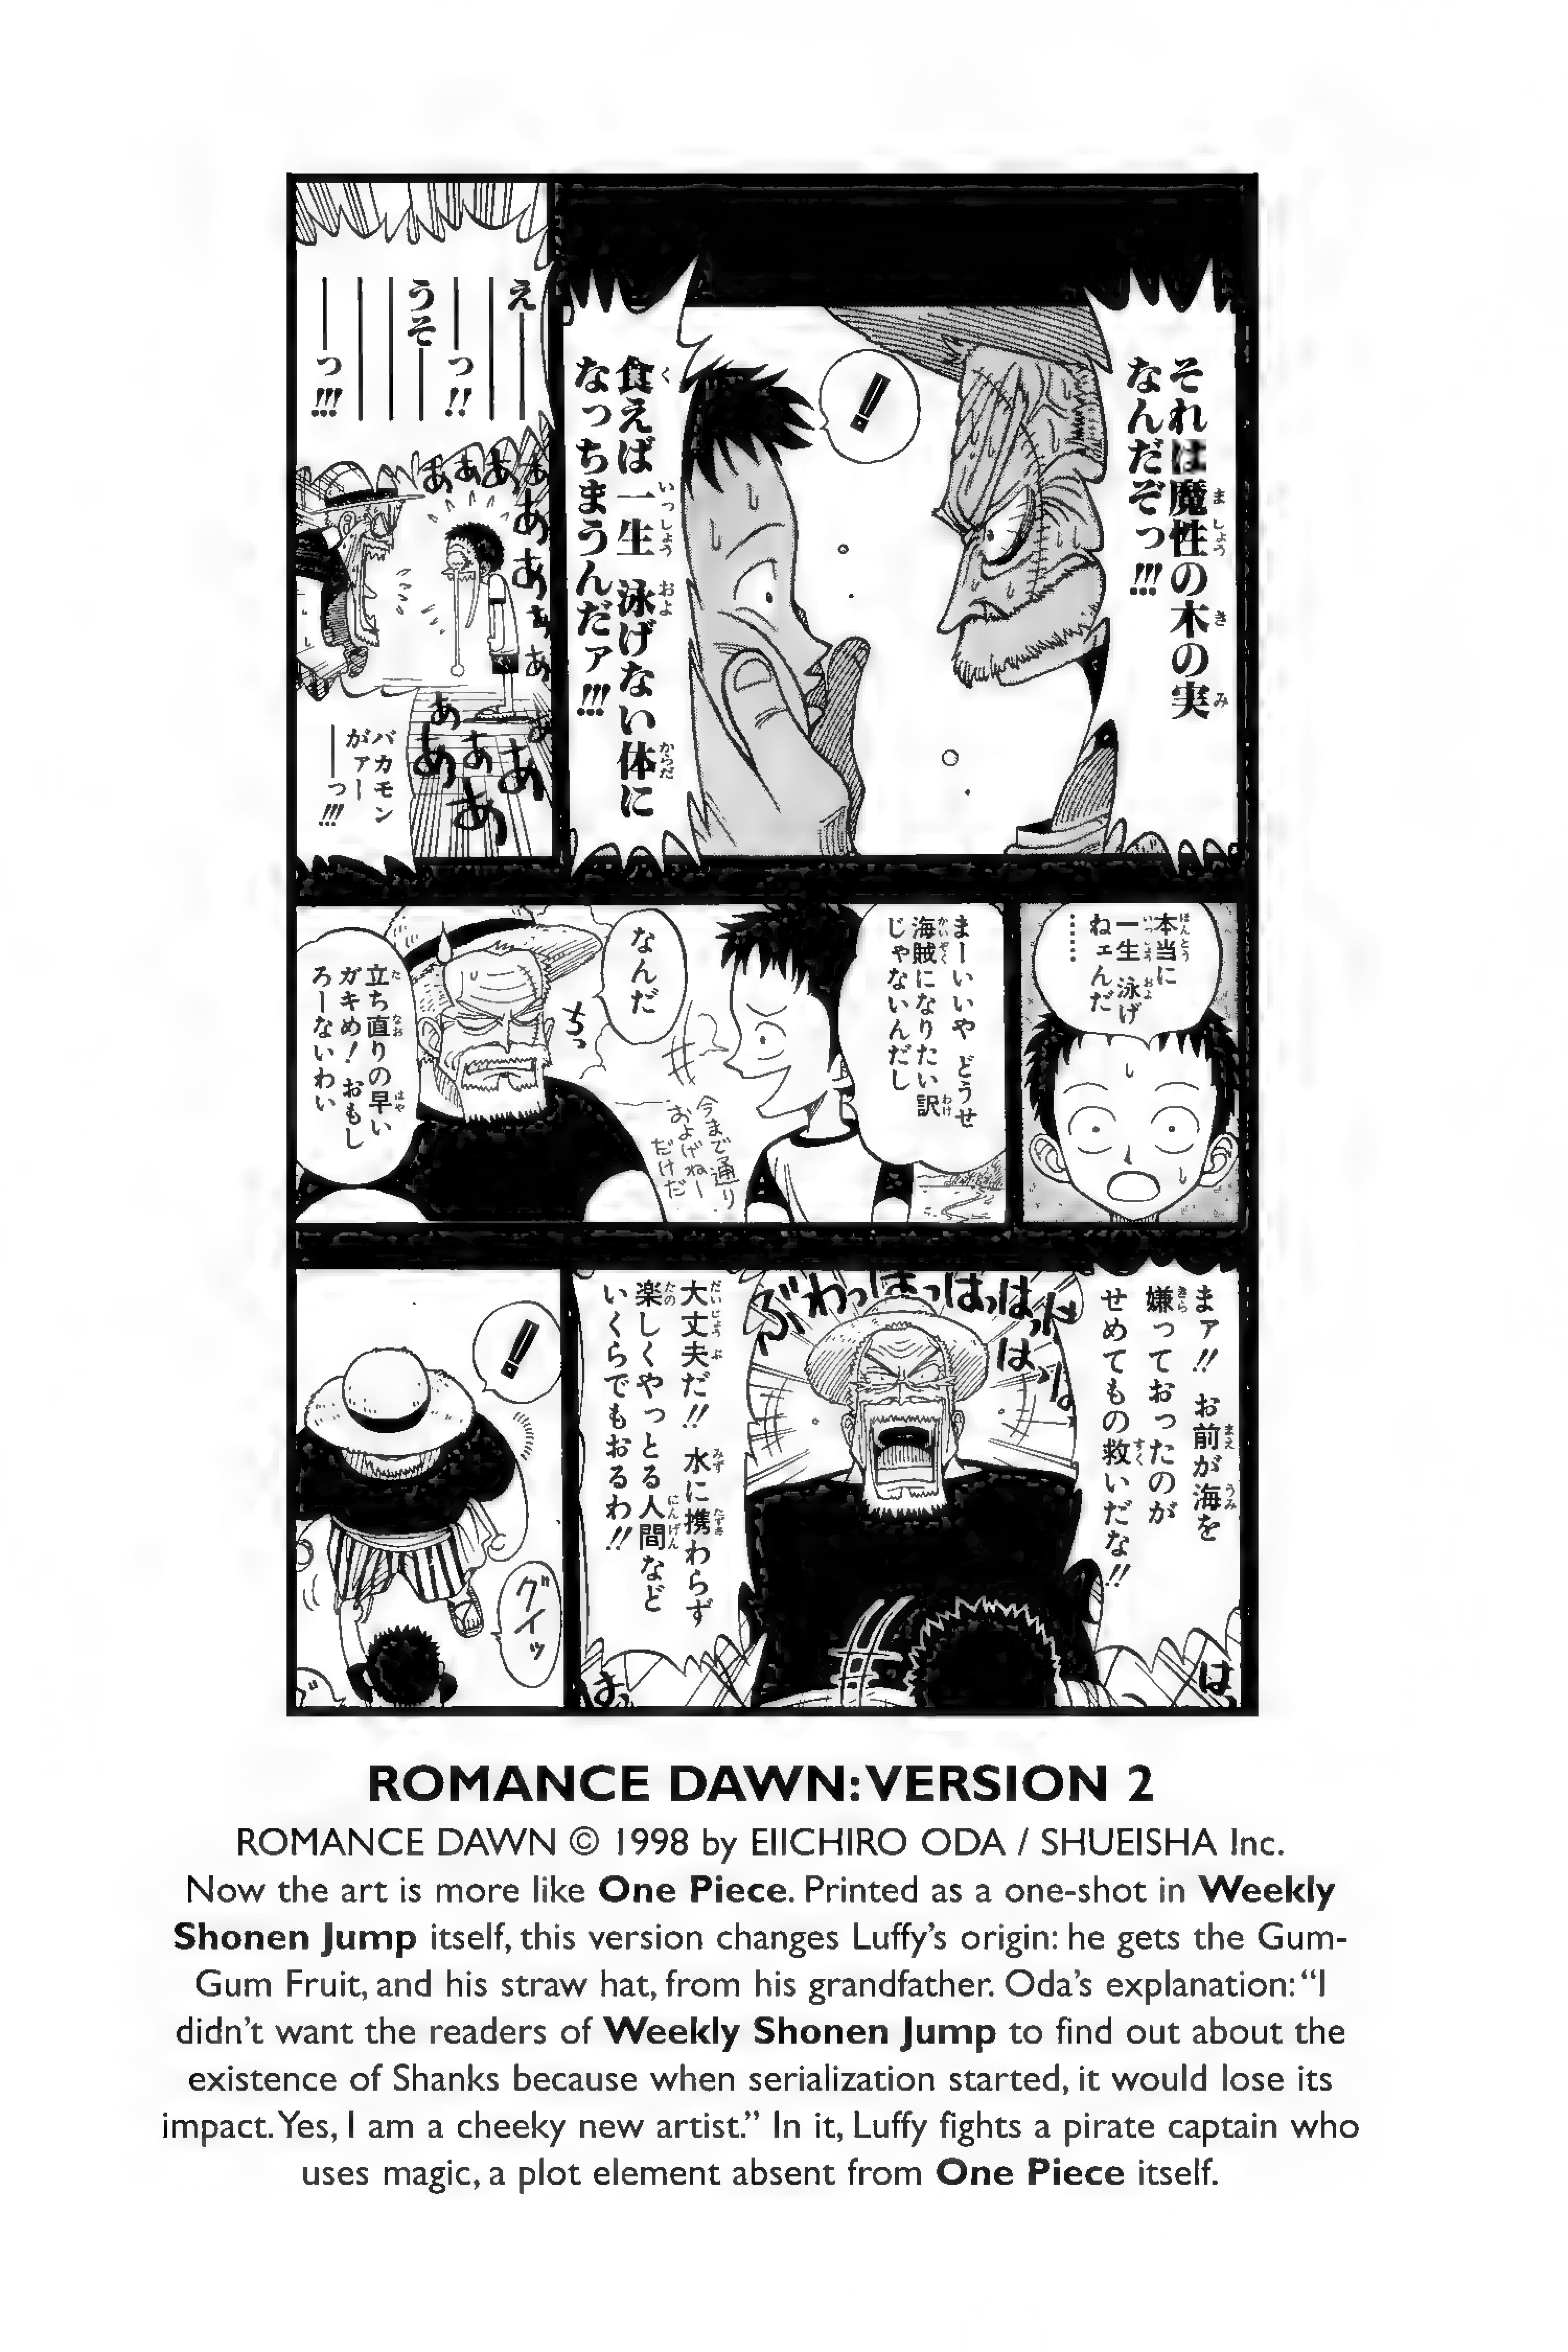 それは魔性の木の実
なんだぞっ!!!
!
食えば一生 泳げない体に
なっちまうんだァ!!!
え――
――っ!!
うそ――
――っ!!!
ああああああああ
ああああああ
バカモン
がァー
――っ!!!
本当に
一生 泳げ
ねェんだ
……
まーいいや どうせ
海賊になりたい訳
じゃないんだし
今まで通り
およげねー
だけだ
なんだ
ちっ
立ち直りの早い
ガキめ! おもし
ろーないわい
まァ!! お前が海を
嫌っておったのが
せめてもの救いだな!!
ぶわっはっはっはっ
は
大丈夫だ!! 水に携わらず
楽しくやっとる人間など
いくらでもおるわ!!
!
グイッ
ROMANCE DAWN: VERSION 2
ROMANCE DAWN © 1998 by EIICHIRO ODA / SHUEISHA Inc.
Now the art is more like One Piece. Printed as a one-shot in Weekly
Shonen Jump itself, this version changes Luffy's origin: he gets the Gum-
Gum Fruit, and his straw hat, from his grandfather. Oda's explanation: “I
didn't want the readers of Weekly Shonen Jump to find out about the
existence of Shanks because when serialization started, it would lose its
impact. Yes, I am a cheeky new artist.” In it, Luffy fights a pirate captain who
uses magic, a plot element absent from One Piece itself.